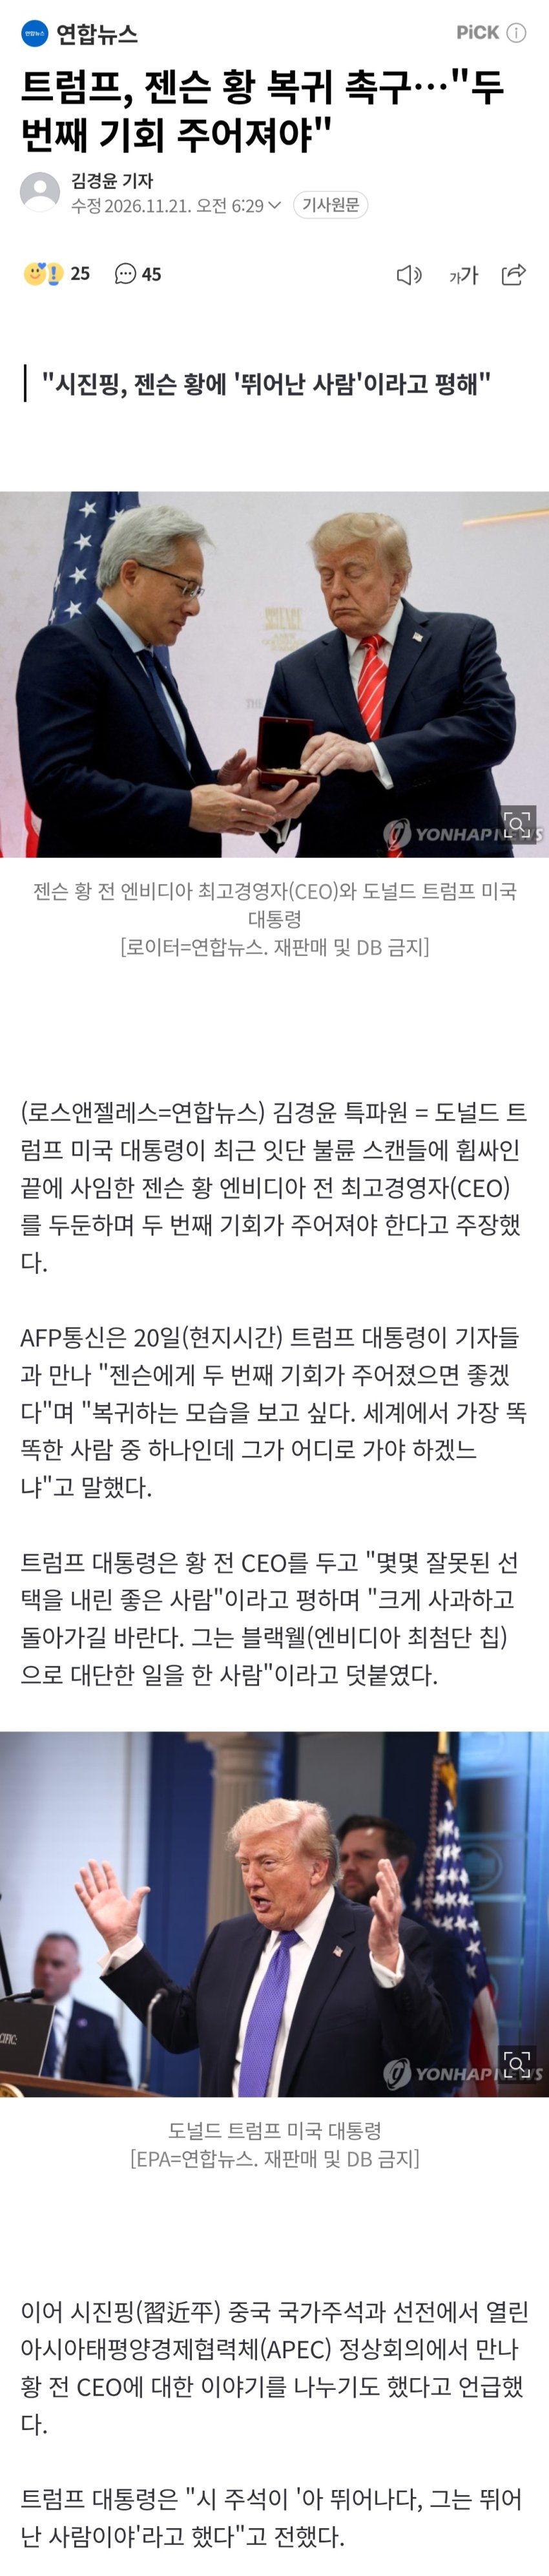 연합뉴스
연합뉴스
PiCK
트럼프, 젠슨 황 복귀 촉구…"두
번째 기회 주어져야"
김경윤 기자
수정 2026.11.21. 오전 6:29
기사원문
25
45
가가
"시진핑, 젠슨 황에 '뛰어난 사람'이라고 평해"
THE
YONHAP NEWS
젠슨 황 전 엔비디아 최고경영자(CEO)와 도널드 트럼프 미국
대통령
[로이터=연합뉴스. 재판매 및 DB 금지]
(로스앤젤레스=연합뉴스) 김경윤 특파원 = 도널드 트
럼프 미국 대통령이 최근 잇단 불륜 스캔들에 휩싸인
끝에 사임한 젠슨 황 엔비디아 전 최고경영자(CEO)
를 두둔하며 두 번째 기회가 주어져야 한다고 주장했
다.
AFP통신은 20일(현지시간) 트럼프 대통령이 기자들
과 만나 "젠슨에게 두 번째 기회가 주어졌으면 좋겠
다"며 "복귀하는 모습을 보고 싶다. 세계에서 가장 똑
똑한 사람 중 하나인데 그가 어디로 가야 하겠느
냐"고 말했다.
트럼프 대통령은 황 전 CEO를 두고 "몇몇 잘못된 선
택을 내린 좋은 사람"이라고 평하며 "크게 사과하고
돌아가길 바란다. 그는 블랙웰(엔비디아 최첨단 칩)
으로 대단한 일을 한 사람"이라고 덧붙였다.
YONHAP NEWS
도널드 트럼프 미국 대통령
[EPA=연합뉴스. 재판매 및 DB 금지]
이어 시진핑(習近平) 중국 국가주석과 선전에서 열린
아시아태평양경제협력체(APEC) 정상회의에서 만나
황 전 CEO에 대한 이야기를 나누기도 했다고 언급했
다.
트럼프 대통령은 "시 주석이 '아 뛰어나다, 그는 뛰어
난 사람이야'라고 했다"고 전했다.